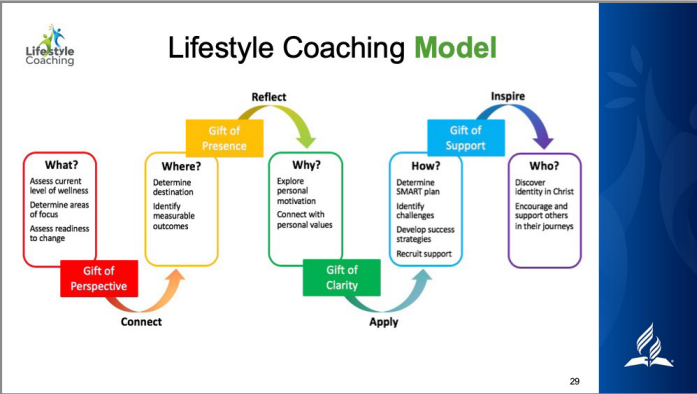 Lifestyle
Coaching
Lifestyle Coaching Model
Reflect
Inspire
Gift of
Presence
Gift of
Support
What?
Assess current
level of wellness
Determine areas
of focus
Assess readiness
to change
Where?
Determine
destination
Identify
measurable
outcomes
Why?
Explore
personal
motivation
Connect with
personal values
How?
Determine
SMART plan
Identify
challenges
Develop success
strategies
Recruit support
Who?
Discover
identity in Christ
Encourage and
support others
in their journeys
Gift of
Perspective
Gift of
Clarity
Connect
Apply
29